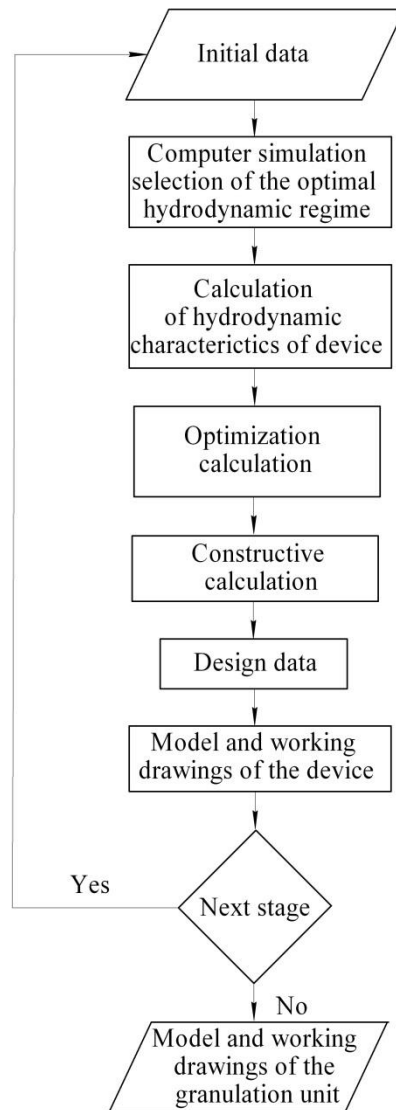 Initial data
Computer simulation
selection of the optimal
hydrodynamic regime
Calculation
of hydrodynamic
characterictics of device
Optimization
calculation
Constructive
calculation
Design data
Model and working
drawings of the device
Yes
Next stage
No
Model and working
drawings of the
granulation unit